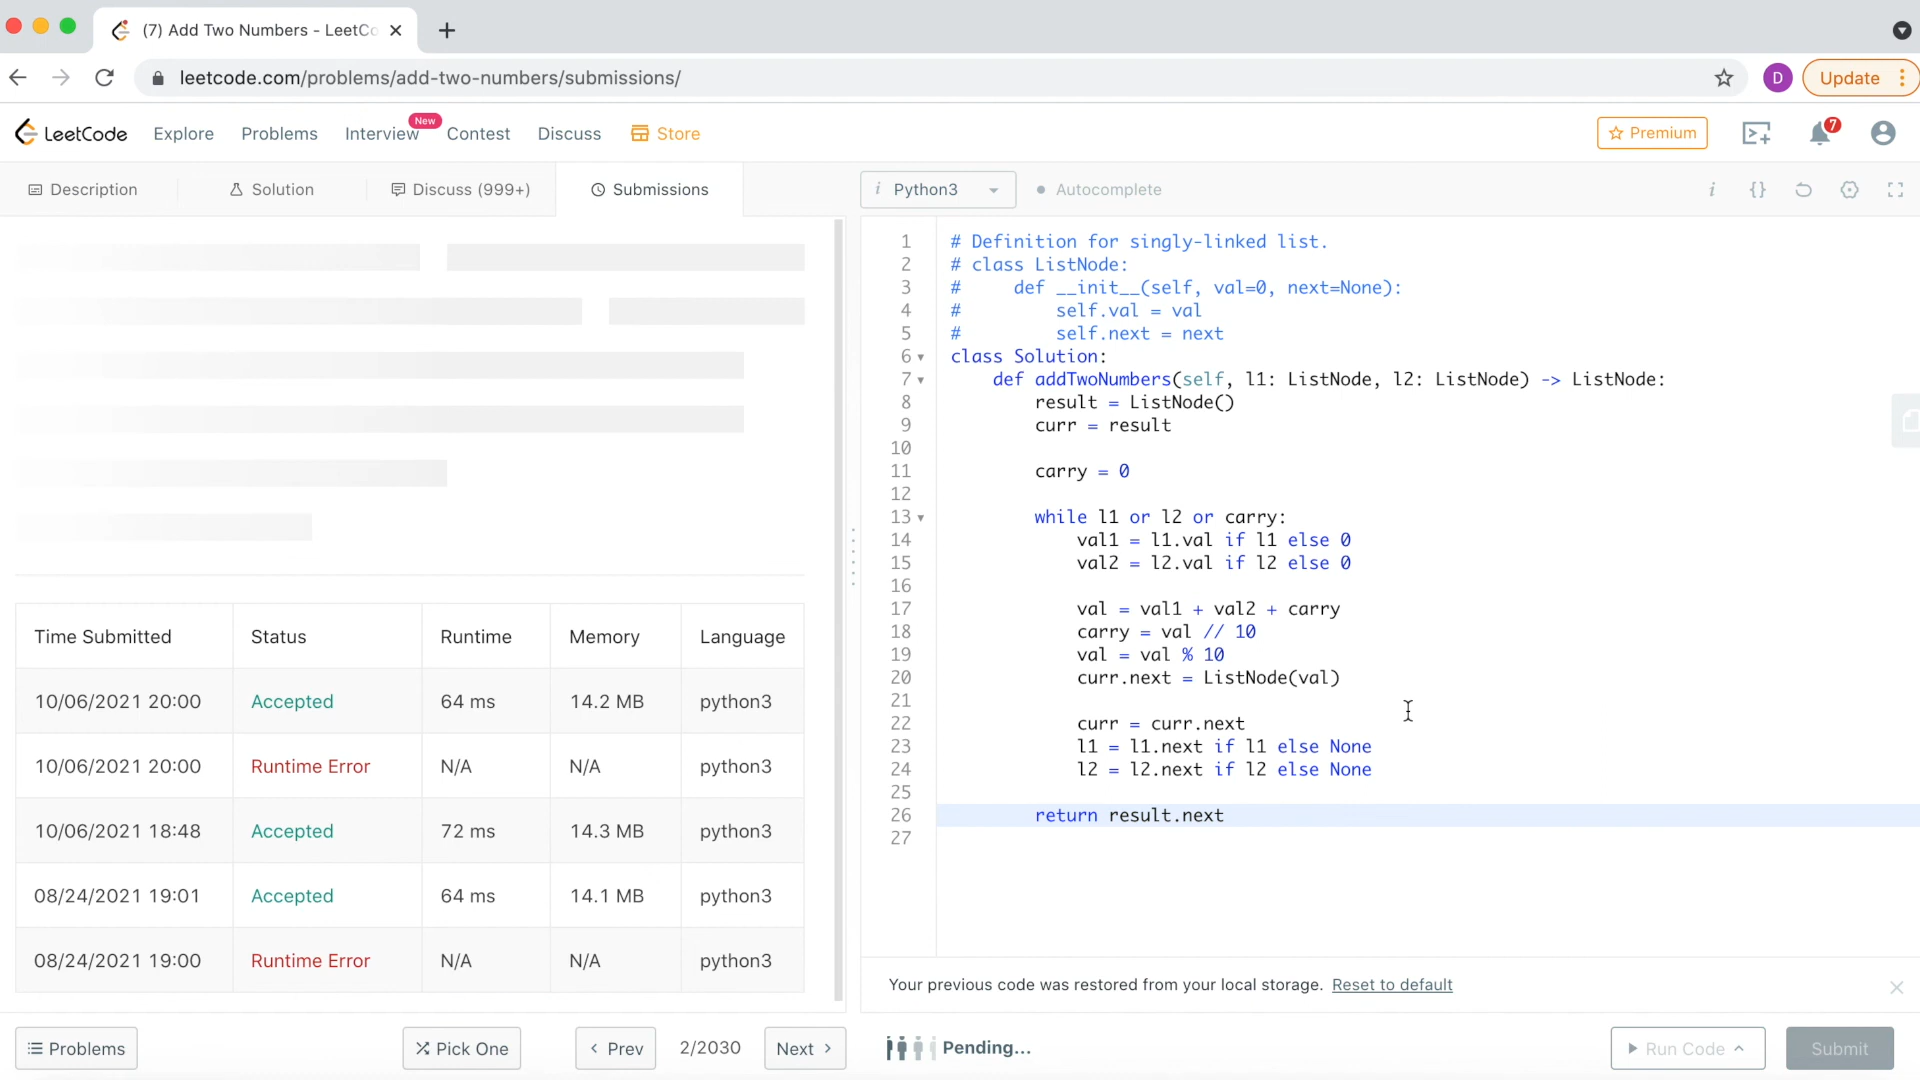 (7) Add Two Numbers - LeetCo
leetcode.com/problems/add-two-numbers/submissions/
D
Update
LeetCode
Explore
Problems
Interview
New
Contest
Discuss
Store
Premium
7
Description
Solution
Discuss (999+)
Submissions
i Python3
Autocomplete
i
{}
1 # Definition for singly-linked list.
2 # class ListNode:
3 #     def __init__(self, val=0, next=None):
4 #         self.val = val
5 #         self.next = next
6 class Solution:
7     def addTwoNumbers(self, l1: ListNode, l2: ListNode) -> ListNode:
8         result = ListNode()
9         curr = result
10
11         carry = 0
12
13         while l1 or l2 or carry:
14             val1 = l1.val if l1 else 0
15             val2 = l2.val if l2 else 0
16
17             val = val1 + val2 + carry
18             carry = val // 10
19             val = val % 10
20             curr.next = ListNode(val)
21
22             curr = curr.next
23             l1 = l1.next if l1 else None
24             l2 = l2.next if l2 else None
25
26         return result.next
27
Time Submitted Status Runtime Memory Language
10/06/2021 20:00 Accepted 64 ms 14.2 MB python3
10/06/2021 20:00 Runtime Error N/A N/A python3
10/06/2021 18:48 Accepted 72 ms 14.3 MB python3
08/24/2021 19:01 Accepted 64 ms 14.1 MB python3
08/24/2021 19:00 Runtime Error N/A N/A python3
Your previous code was restored from your local storage. Reset to default
Problems
Pick One
Prev
2/2030
Next
Pending...
Run Code
Submit